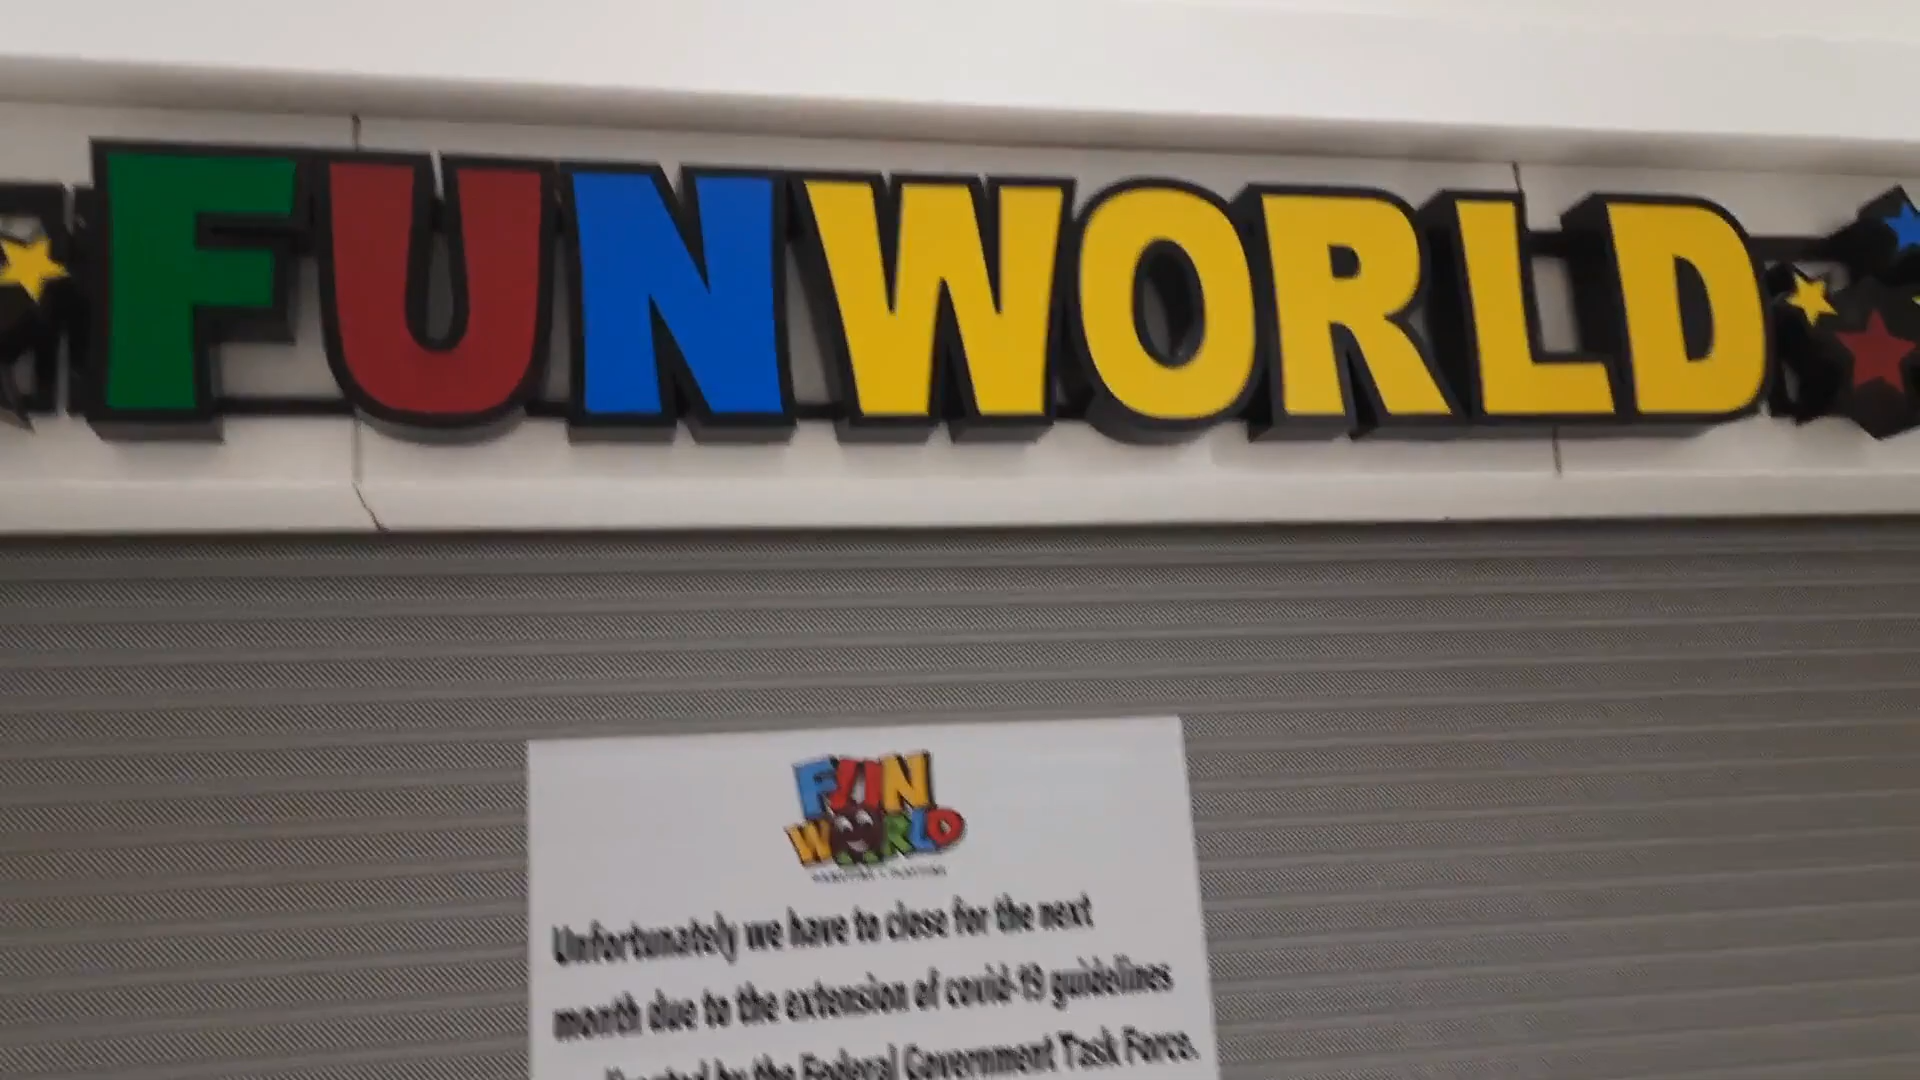 FUNWORLD
FUN
WORLD
Unfortunately we have to close for the next
month due to the extension of covid-19 guidelines
by the Federal Government Task Force.